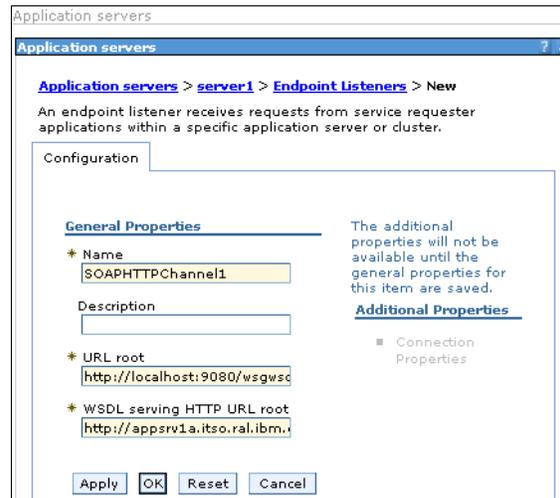 Application servers
Application servers ?
Application servers > server1 > Endpoint Listeners > New
An endpoint listener receives requests from service requester
applications within a specific application server or cluster.
Configuration
General Properties
* Name
SOAPHTTPChannel1
Description
* URL root
http://localhost:9080/wsgwso
* WSDL serving HTTP URL root
http://appsrv1a.itso.ral.ibm.
The additional
properties will not be
available until the
general properties for
this item are saved.
Additional Properties
Connection
Properties
Apply OK Reset Cancel